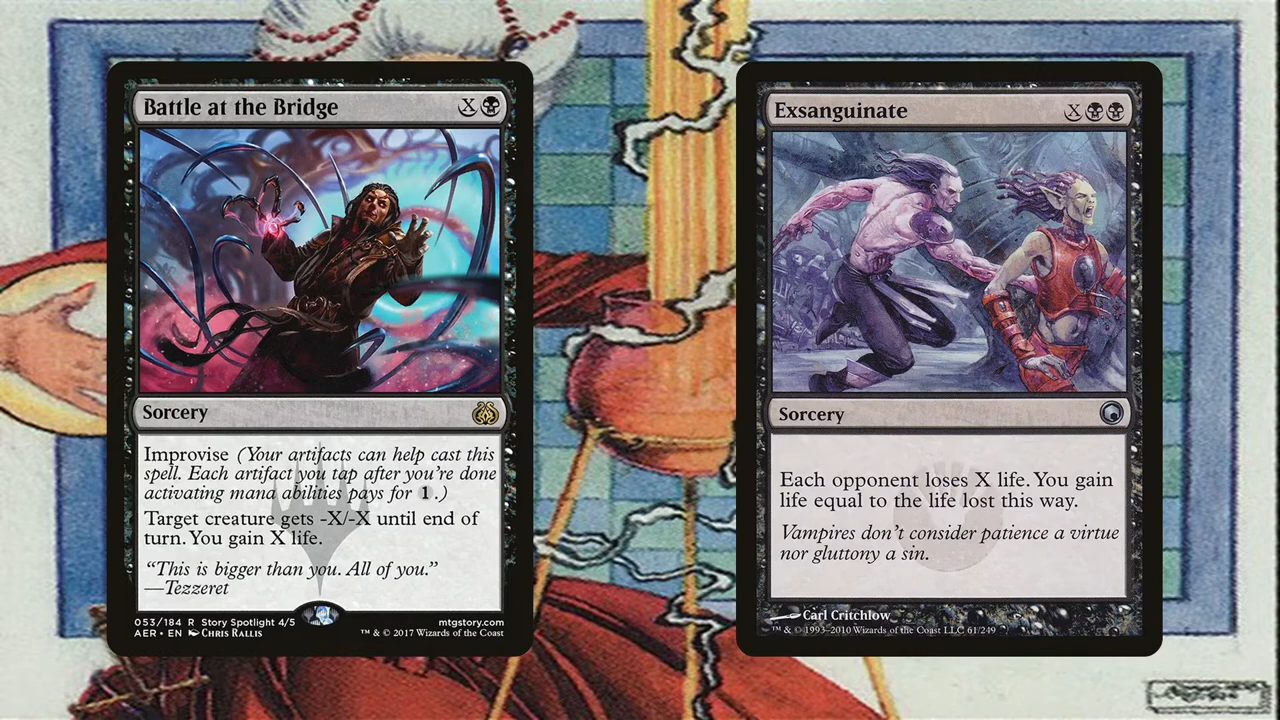 Battle at the Bridge X
Sorcery
Improvise (Your artifacts can help cast this
spell. Each artifact you tap after you're done
activating mana abilities pays for 1.)
Target creature gets -X/-X until end of
turn. You gain X life.
"This is bigger than you. All of you."
—Tezzeret
053/184 R Story Spotlight 4/5 mtgstory.com
AER • EN Chris Rallis ™ & © 2017 Wizards of the Coast
Exsanguinate X
Sorcery
Each opponent loses X life. You gain
life equal to the life lost this way.
Vampires don't consider patience a virtue
nor gluttony a sin.
Carl Critchlow
™ & © 1993–2010 Wizards of the Coast LLC 61/249